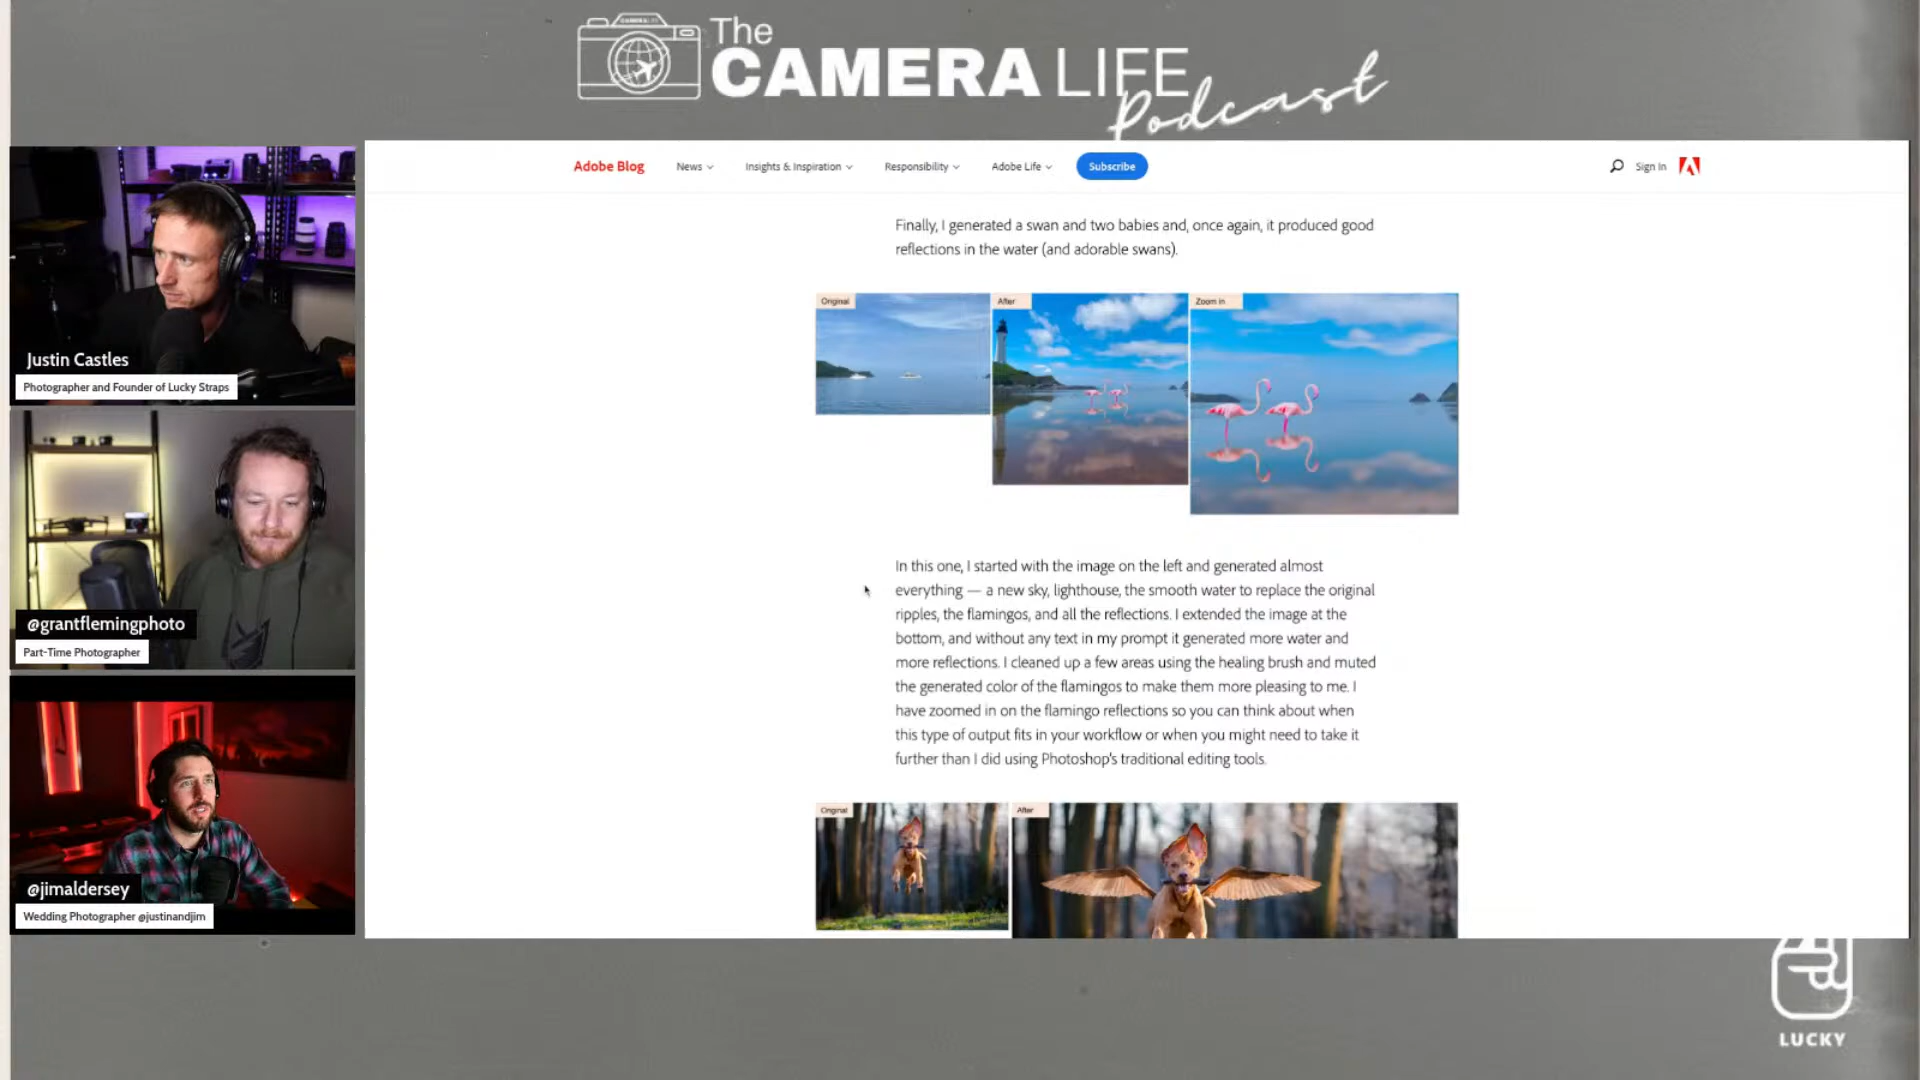 The
CAMERA LIFE
Podcast
Adobe Blog
News
Insights & Inspiration
Responsibility
Adobe Life
Subscribe
Sign In
Justin Castles
Photographer and Founder of Lucky Straps
@grantflemingphoto
Part-Time Photographer
@jimaldersey
Wedding Photographer @justinandjim
Finally, I generated a swan and two babies and, once again, it produced good
reflections in the water (and adorable swans).
Original
After
Zoom in
In this one, I started with the image on the left and generated almost
everything — a new sky, lighthouse, the smooth water to replace the original
ripples, the flamingos, and all the reflections. I extended the image at the
bottom, and without any text in my prompt it generated more water and
more reflections. I cleaned up a few areas using the healing brush and muted
the generated color of the flamingos to make them more pleasing to me. I
have zoomed in on the flamingo reflections so you can think about when
this type of output fits in your workflow or when you might need to take it
further than I did using Photoshop's traditional editing tools.
Original
After
LUCKY